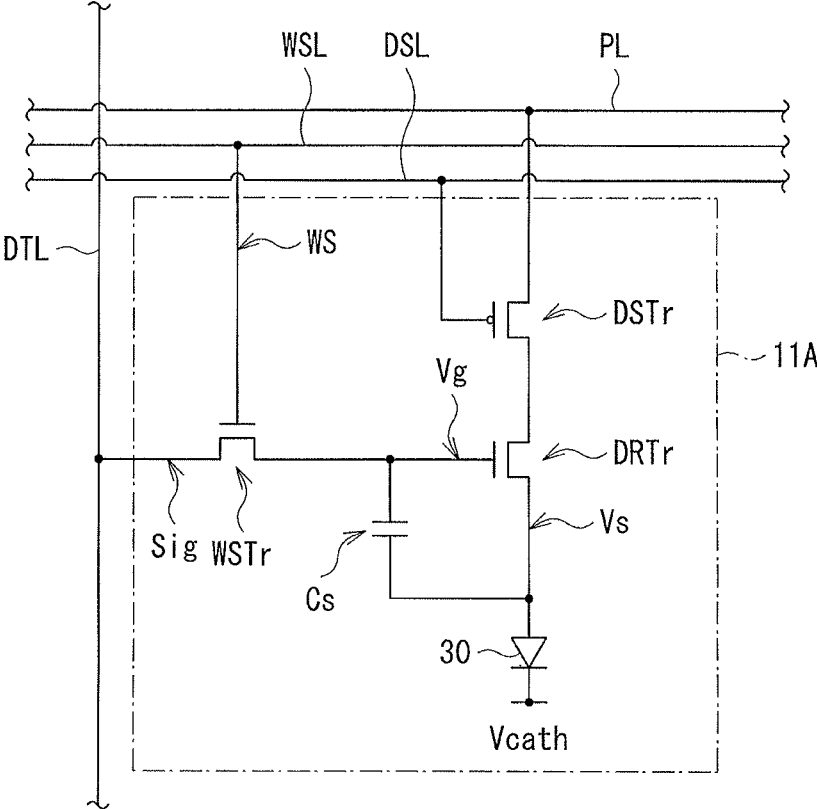 WSL
DSL
PL
DTL
WS
DSTr
11A
Vg
DRTr
Sig
WSTr
Vs
Cs
30
Vcath